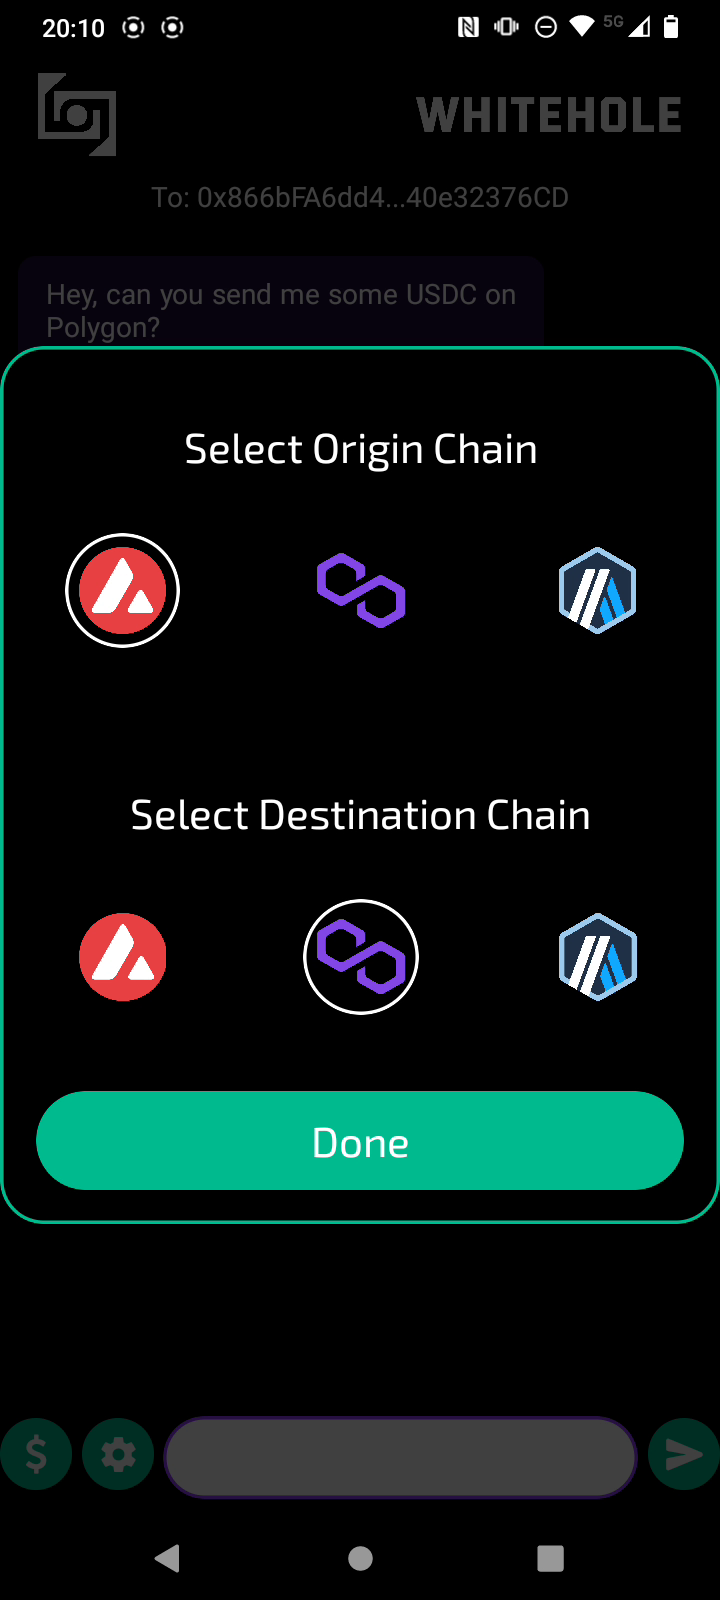 20:10
5G
WHITEHOLE
To: 0x866bFA6dd4...40e32376CD
Hey, can you send me some USDC on
Polygon?
Select Origin Chain
Select Destination Chain
Done